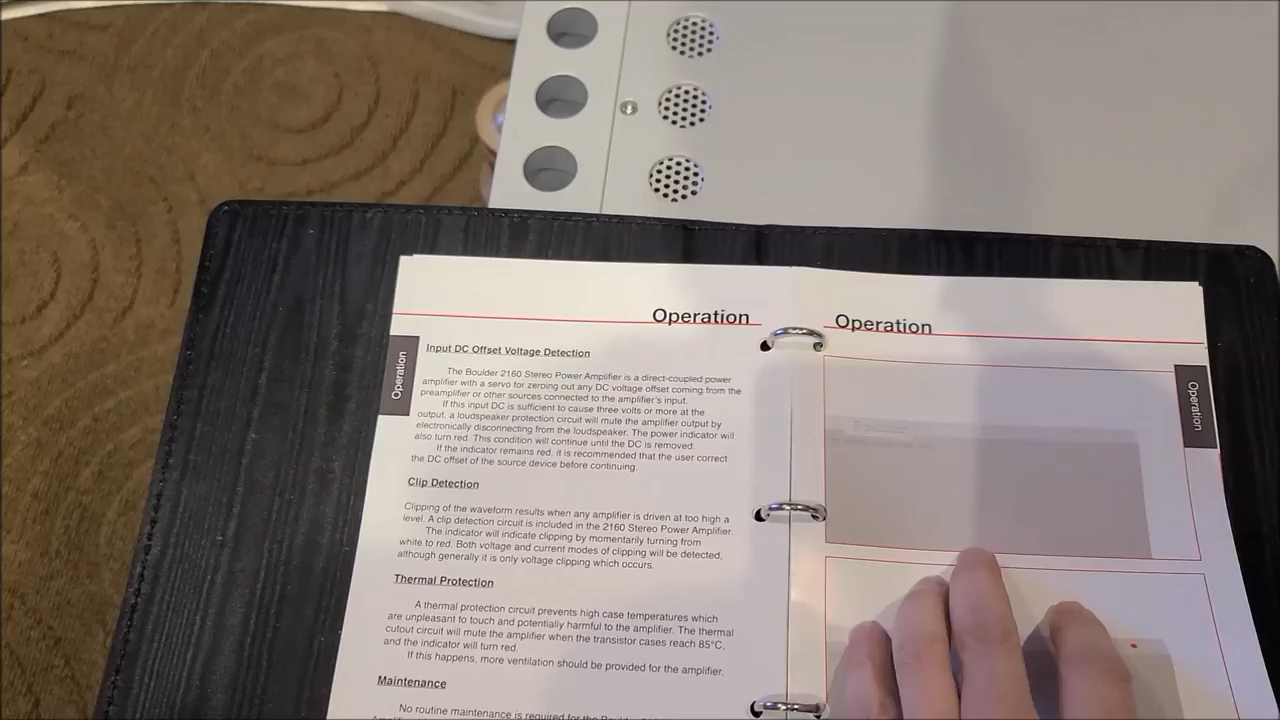 Operation
Operation
Input DC Offset Voltage Detection
The Boulder 2160 Stereo Power Amplifier is a direct-coupled power
amplifier with a servo for zeroing out any DC voltage offset coming from the
preamplifier or other sources connected to the amplifier's input.
If this input DC is sufficient to cause three volts or more at the
output, a loudspeaker protection circuit will mute the amplifier output by
electronically disconnecting from the loudspeaker. The power indicator will
also turn red. This condition will continue until the DC is removed.
If the indicator remains red, it is recommended that the user correct
the DC offset of the source device before continuing.
Clip Detection
Clipping of the waveform results when any amplifier is driven at too high a
level. A clip detection circuit is included in the 2160 Stereo Power Amplifier.
The indicator will indicate clipping by momentarily turning from
white to red. Both voltage and current modes of clipping will be detected,
although generally it is only voltage clipping which occurs.
Thermal Protection
A thermal protection circuit prevents high case temperatures which
are unpleasant to touch and potentially harmful to the amplifier. The thermal
cutout circuit will mute the amplifier when the transistor cases reach 85°C,
and the indicator will turn red.
If this happens, more ventilation should be provided for the amplifier.
Maintenance
No routine maintenance is required for the Boulder
Operation
Operation